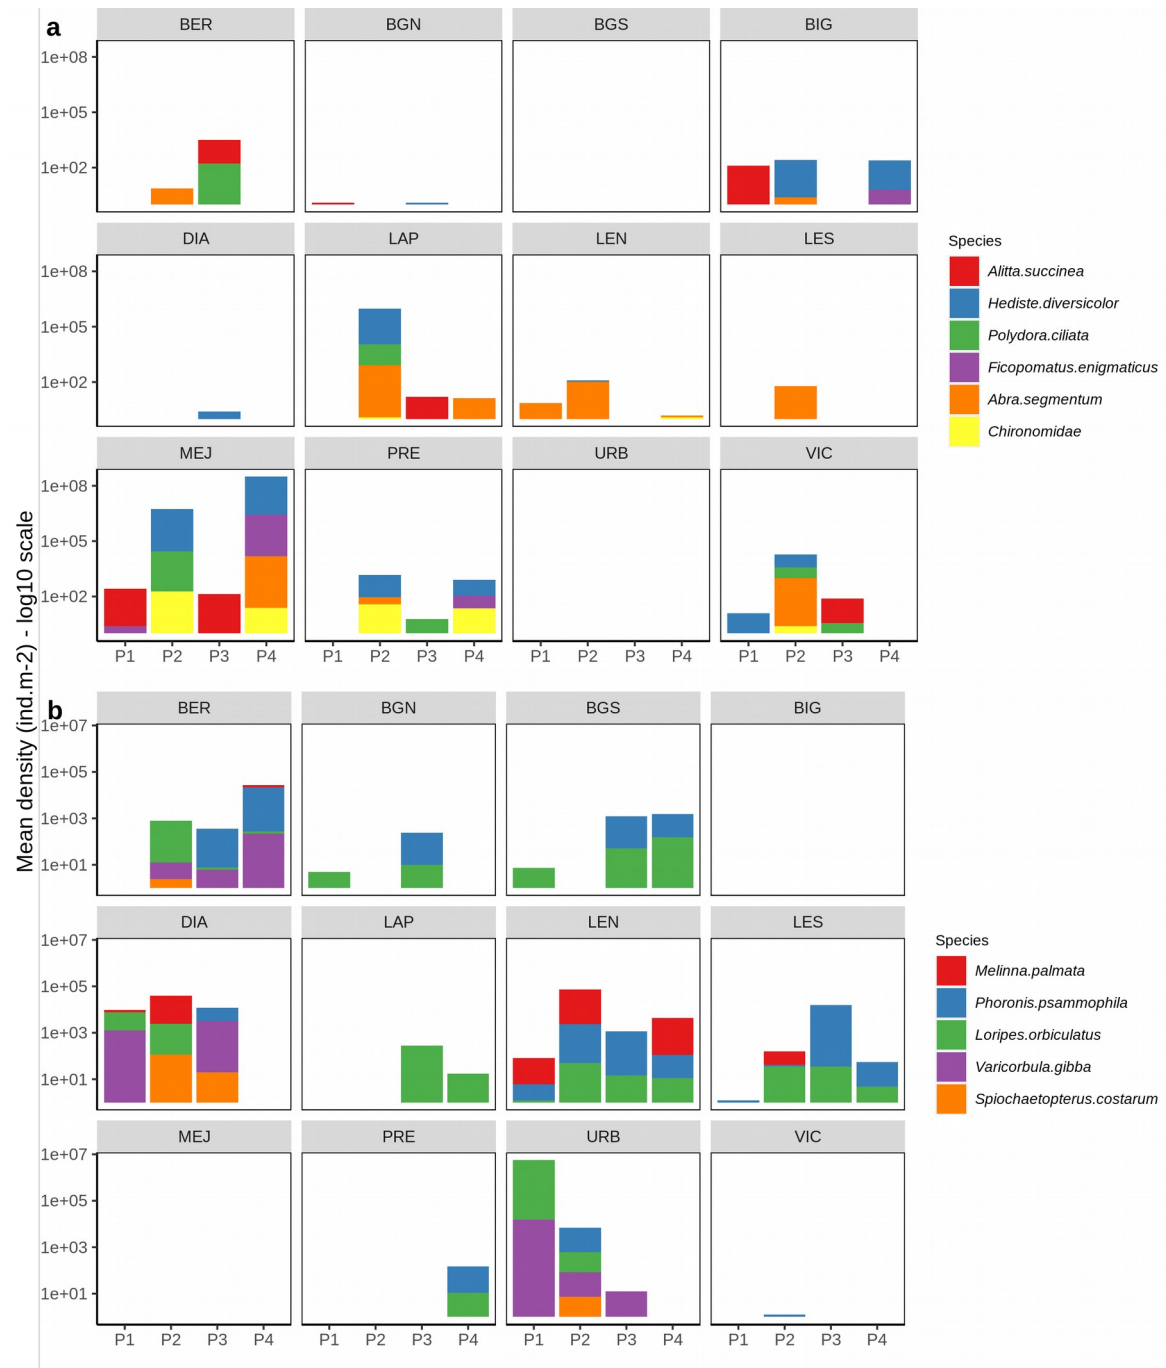 a
BER BGN BGS BIG
1e+08
1e+05
1e+02
DIA LAP LEN LES
1e+08
1e+05
1e+02
MEJ PRE URB VIC
1e+08
1e+05
1e+02
P1 P2 P3 P4 P1 P2 P3 P4 P1 P2 P3 P4 P1 P2 P3 P4
Species
Alitta.succinea
Hediste.diversicolor
Polydora.ciliata
Ficopomatus.enigmaticus
Abra.segmentum
Chironomidae
Mean density (ind.m-2) - log10 scale
b
BER BGN BGS BIG
1e+07
1e+05
1e+03
1e+01
DIA LAP LEN LES
1e+07
1e+05
1e+03
1e+01
MEJ PRE URB VIC
1e+07
1e+05
1e+03
1e+01
P1 P2 P3 P4 P1 P2 P3 P4 P1 P2 P3 P4 P1 P2 P3 P4
Species
Melinna.palmata
Phoronis.psammophila
Loripes.orbiculatus
Varicorbula.gibba
Spiochaetopterus.costarum